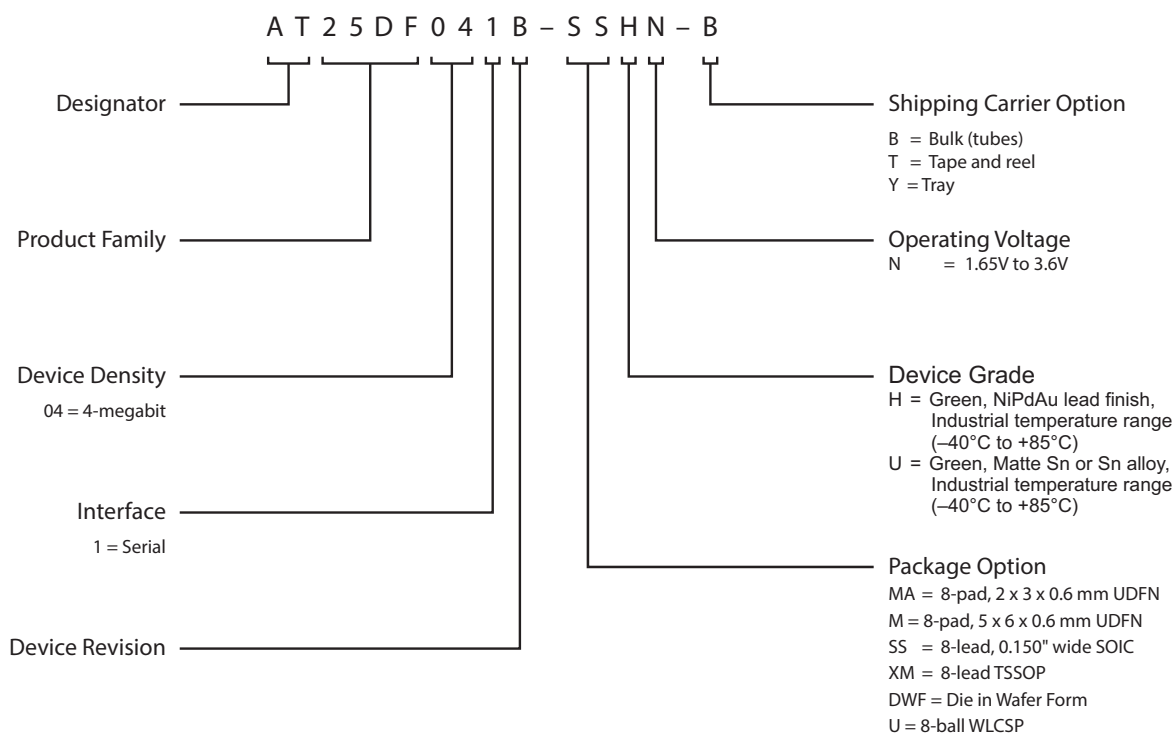 A T 2 5 D F 0 4 1 B – S S H N – B
Designator
Product Family
Device Density
04 = 4-megabit
Interface
1 = Serial
Device Revision
Shipping Carrier Option
B = Bulk (tubes)
T = Tape and reel
Y = Tray
Operating Voltage
N = 1.65V to 3.6V
Device Grade
H = Green, NiPdAu lead finish,
Industrial temperature range
(–40°C to +85°C)
U = Green, Matte Sn or Sn alloy,
Industrial temperature range
(–40°C to +85°C)
Package Option
MA = 8-pad, 2 x 3 x 0.6 mm UDFN
M = 8-pad, 5 x 6 x 0.6 mm UDFN
SS = 8-lead, 0.150" wide SOIC
XM = 8-lead TSSOP
DWF = Die in Wafer Form
U = 8-ball WLCSP